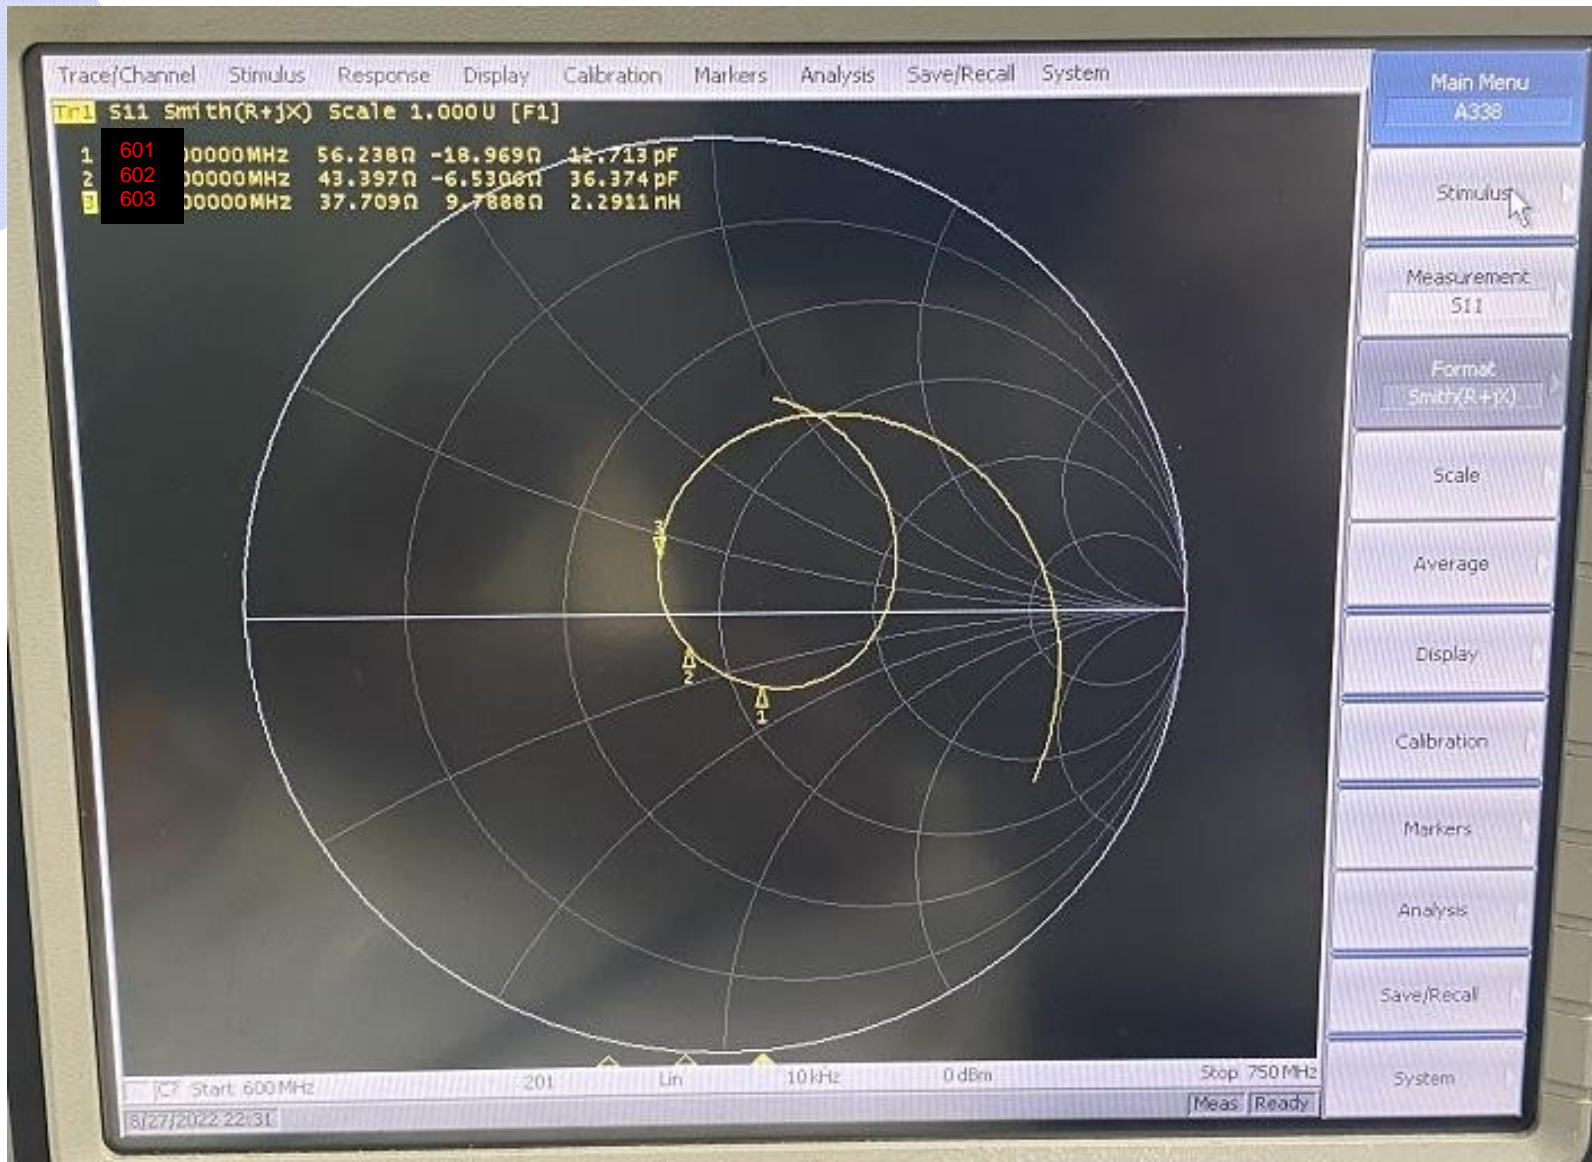 Trace/Channel Stimulus Response Display Calibration Markers Analysis Save/Recall System
Tr1 S11 Smith(R+jX) Scale 1.000U [F1]
1 601 00000MHz 56.238Ω -18.969Ω 12.713pF
2 602 00000MHz 43.397Ω -6.5306Ω 36.374pF
3 603 00000MHz 37.709Ω 9.7888Ω 2.2911nH
3
2
1
Main Menu
A338
Stimulus
Measurement
S11
Format
Smith(R+jX)
Scale
Average
Display
Calibration
Markers
Analysis
Save/Recall
System
Start 600 MHz 201 Lin 10 kHz 0 dBm Stop 750 MHz
Meas Ready
8/27/2022 22:31